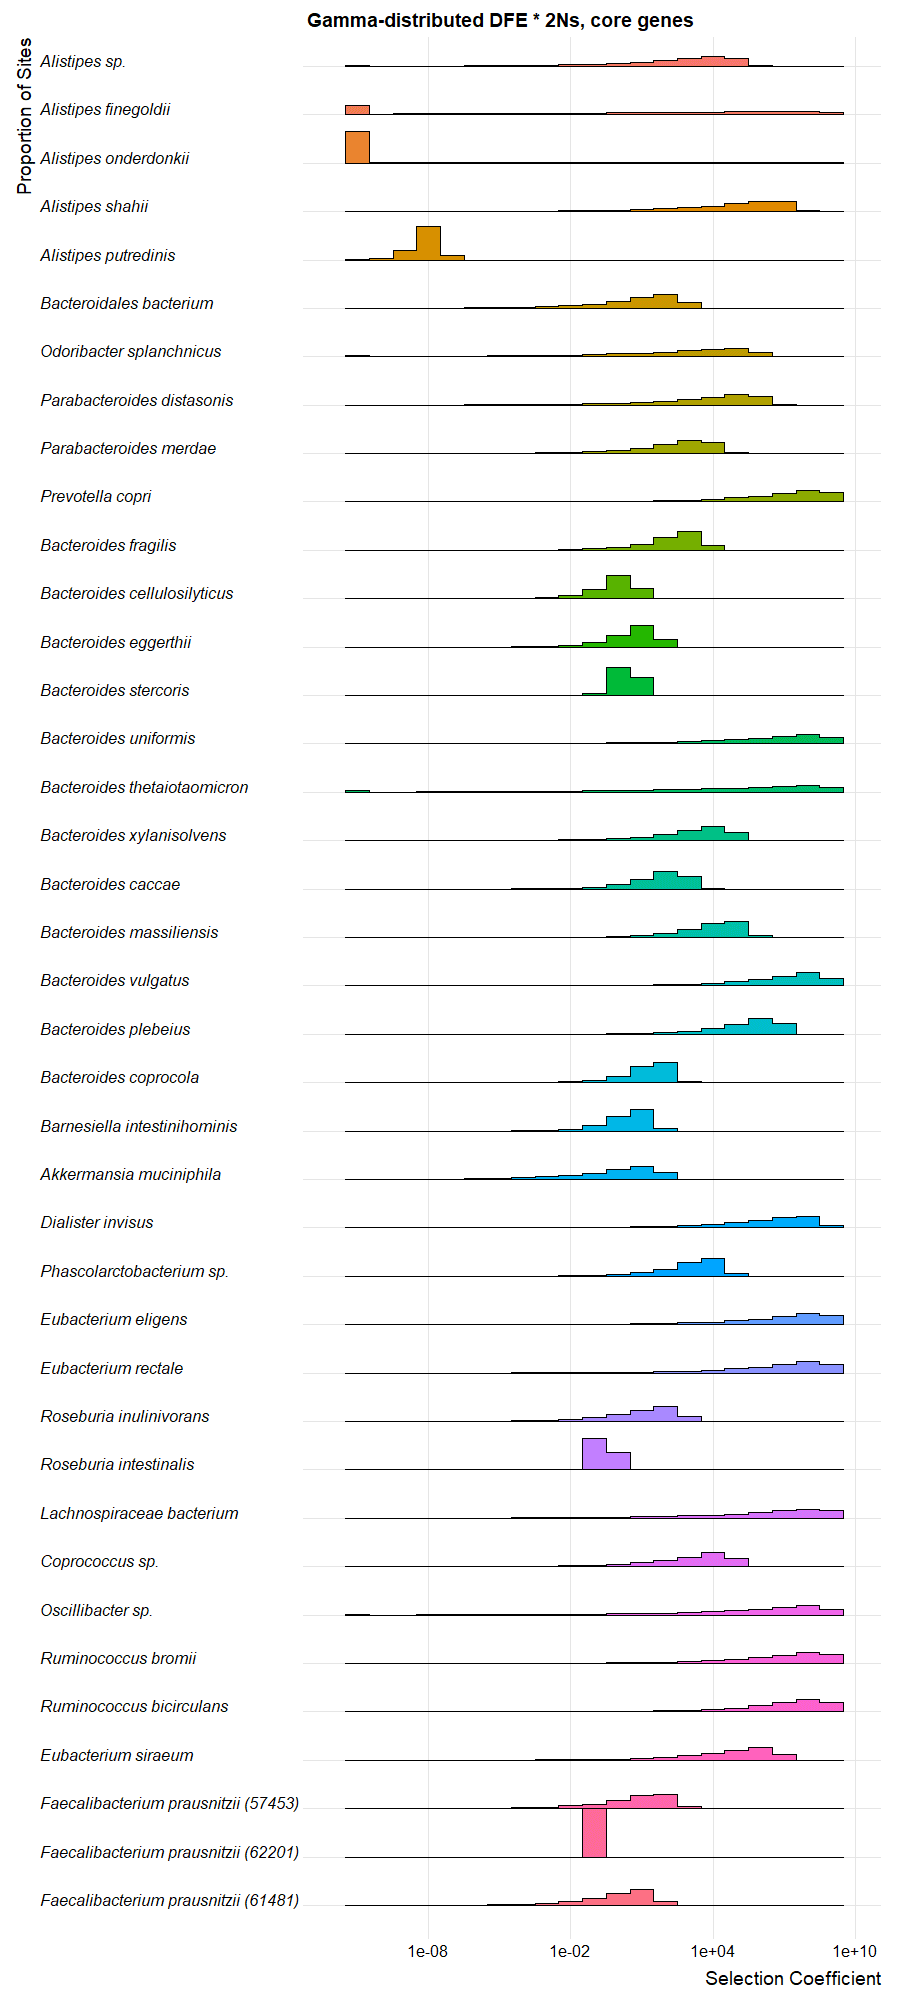 Gamma-distributed DFE * 2Ns, core genes
Proportion of Sites
Alistipes sp.
Alistipes finegoldii
Alistipes onderdonkii
Alistipes shahii
Alistipes putredinis
Bacteroidales bacterium
Odoribacter splanchnicus
Parabacteroides distasonis
Parabacteroides merdae
Prevotella copri
Bacteroides fragilis
Bacteroides cellulosilyticus
Bacteroides eggerthii
Bacteroides stercoris
Bacteroides uniformis
Bacteroides thetaiotaomicron
Bacteroides xylanisolvens
Bacteroides caccae
Bacteroides massiliensis
Bacteroides vulgatus
Bacteroides plebeius
Bacteroides coprocola
Barnesiella intestinihominis
Akkermansia muciniphila
Dialister invisus
Phascolarctobacterium sp.
Eubacterium eligens
Eubacterium rectale
Roseburia inulinivorans
Roseburia intestinalis
Lachnospiraceae bacterium
Coprococcus sp.
Oscillibacter sp.
Ruminococcus bromii
Ruminococcus bicirculans
Eubacterium siraeum
Faecalibacterium prausnitzii (57453)
Faecalibacterium prausnitzii (62201)
Faecalibacterium prausnitzii (61481)
1e-08 1e-02 1e+04 1e+10
Selection Coefficient